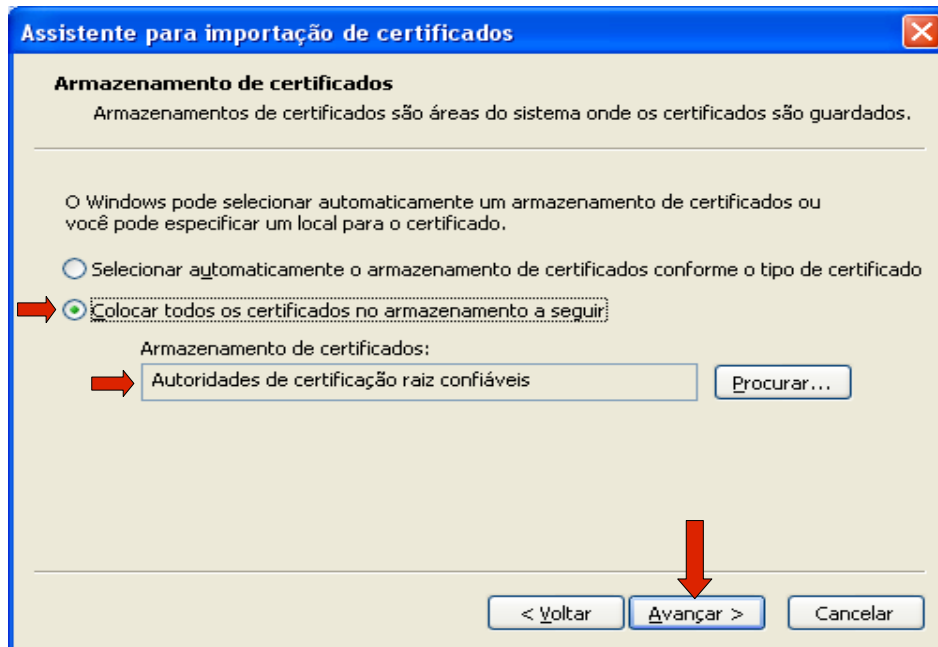 Assistente para importação de certificados
Armazenamento de certificados
Armazenamentos de certificados são áreas do sistema onde os certificados são guardados.
O Windows pode selecionar automaticamente um armazenamento de certificados ou
você pode especificar um local para o certificado.
Selecionar automaticamente o armazenamento de certificados conforme o tipo de certificado
Colocar todos os certificados no armazenamento a seguir
Armazenamento de certificados:
Autoridades de certificação raiz confiáveis
Procurar...
< Voltar
Avançar >
Cancelar